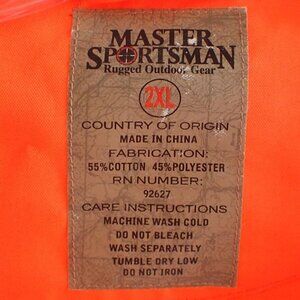 MASTER
SPORTSMAN
Rugged Outdoor Gear
2XL
COUNTRY OF ORIGIN
MADE IN CHINA
FABRICATION:
55%COTTON 45%POLYESTER
RN NUMBER:
92627
CARE INSTRUCTIONS
MACHINE WASH COLD
DO NOT BLEACH
WASH SEPARATELY
TUMBLE DRY LOW
DO NOT IRON